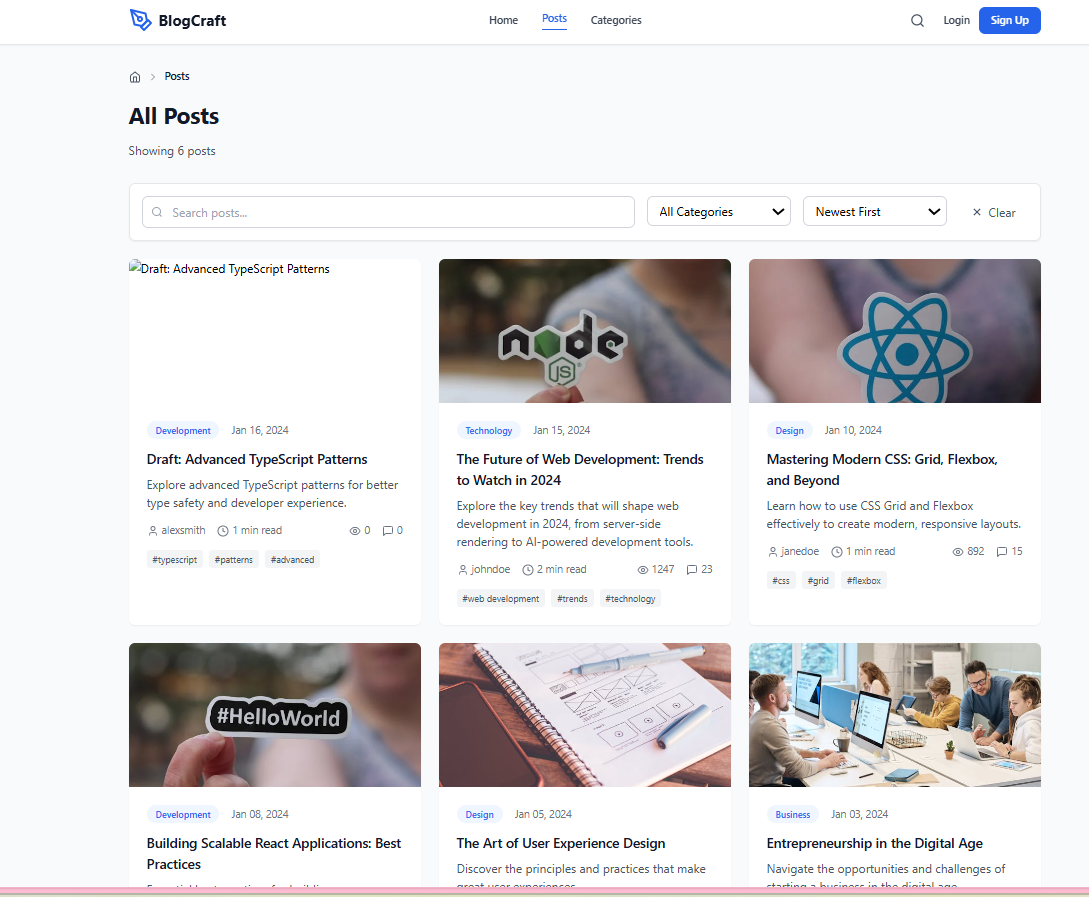 BlogCraft
Home
Posts
Categories
Login
Sign Up
Posts
All Posts
Showing 6 posts
Search posts...
All Categories
Newest First
Clear
Draft: Advanced TypeScript Patterns
Development
Jan 16, 2024
Draft: Advanced TypeScript Patterns
Explore advanced TypeScript patterns for better
type safety and developer experience.
alexsmith
1 min read
0
0
#typescript
#patterns
#advanced
node
JS
Technology
Jan 15, 2024
The Future of Web Development: Trends
to Watch in 2024
Explore the key trends that will shape web
development in 2024, from server-side
rendering to AI-powered development tools.
johndoe
2 min read
1247
23
#web development
#trends
#technology
Design
Jan 10, 2024
Mastering Modern CSS: Grid, Flexbox,
and Beyond
Learn how to use CSS Grid and Flexbox
effectively to create modern, responsive layouts.
janedoe
1 min read
892
15
#css
#grid
#flexbox
#HelloWorld
Development
Jan 08, 2024
Building Scalable React Applications: Best
Practices
Design
Jan 05, 2024
The Art of User Experience Design
Discover the principles and practices that make
great user experiences
Business
Jan 03, 2024
Entrepreneurship in the Digital Age
Navigate the opportunities and challenges of
starting a business in the digital age